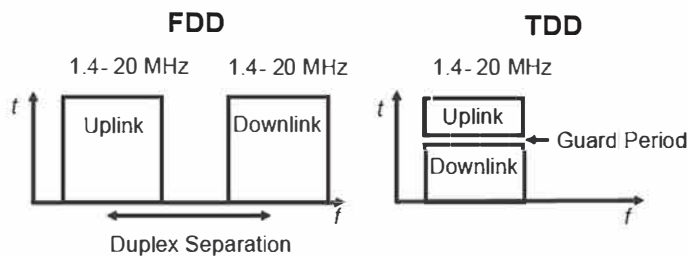 FDD
TDD
1.4- 20 MHz
1.4- 20 MHz
1.4- 20 MHz
t
Uplink
Downlink
f
Duplex Separation
t
Uplink
Guard Period
Downlink
f